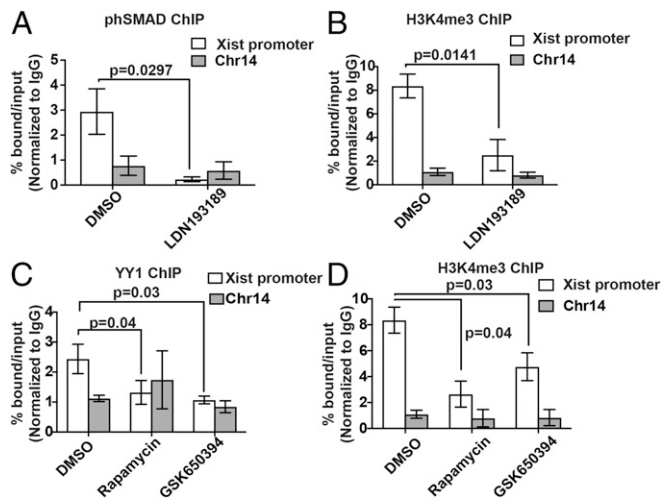 A
phSMAD ChIP
Xist promoter
Chr14
p=0.0297
% bound/input
(Normalized to IgG)
5
4
3
2
1
0
DMSO
LDN193189
B
H3K4me3 ChIP
Xist promoter
Chr14
p=0.0141
% bound/input
(Normalized to IgG)
10
8
6
4
2
0
DMSO
LDN193189
C
YY1 ChIP
Xist promoter
Chr14
p=0.03
p=0.04
% bound/input
(Normalized to IgG)
4
3
2
1
0
DMSO
Rapamycin
GSK650394
D
H3K4me3 ChIP
Xist promoter
Chr14
p=0.03
p=0.04
% bound/input
(Normalized to IgG)
10
8
6
4
2
0
DMSO
Rapamycin
GSK650394